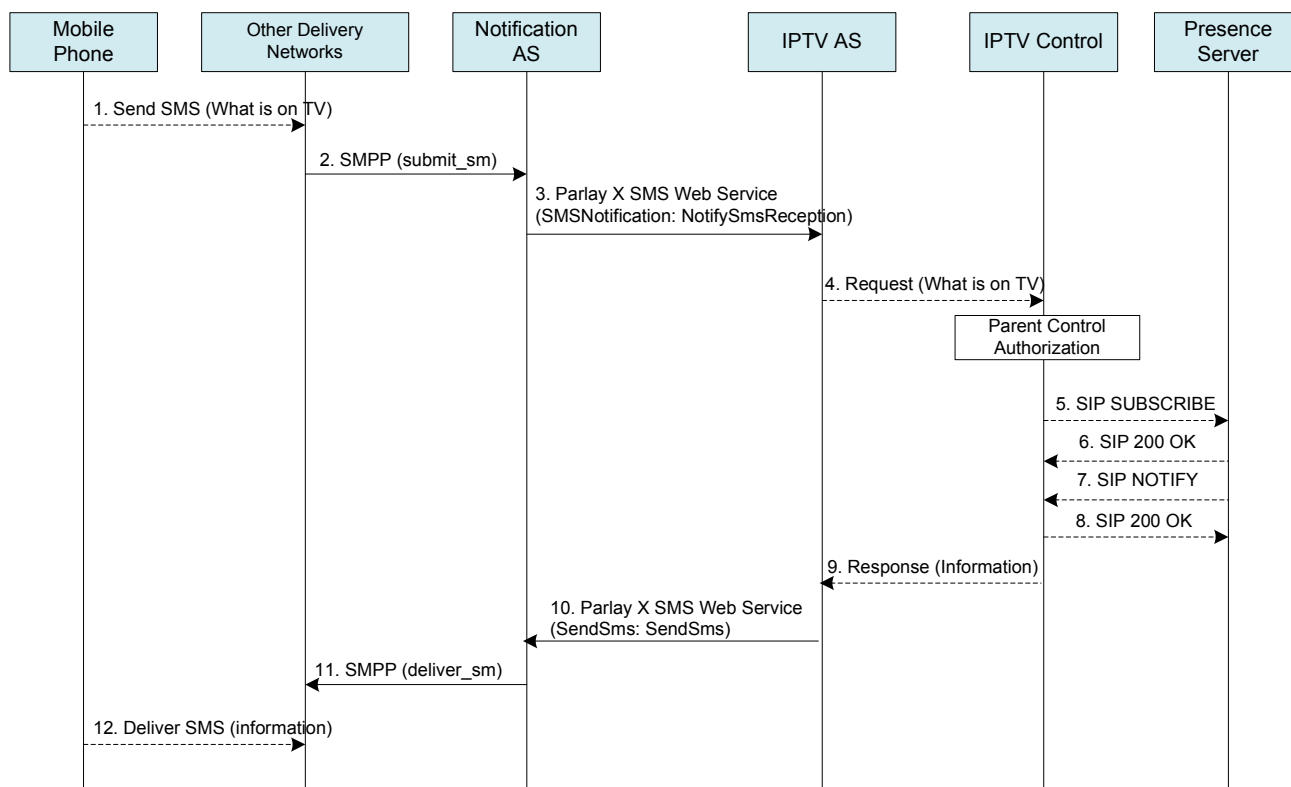 Mobile
Phone
Other Delivery
Networks
Notification
AS
IPTV AS
IPTV Control
Presence
Server
1. Send SMS (What is on TV)
2. SMPP (submit_sm)
3. Parlay X SMS Web Service
(SMSNotification: NotifySmsReception)
4. Request (What is on TV)
Parent Control
Authorization
5. SIP SUBSCRIBE
6. SIP 200 OK
7. SIP NOTIFY
8. SIP 200 OK
9. Response (Information)
10. Parlay X SMS Web Service
(SendSms: SendSms)
11. SMPP (deliver_sm)
12. Deliver SMS (information)